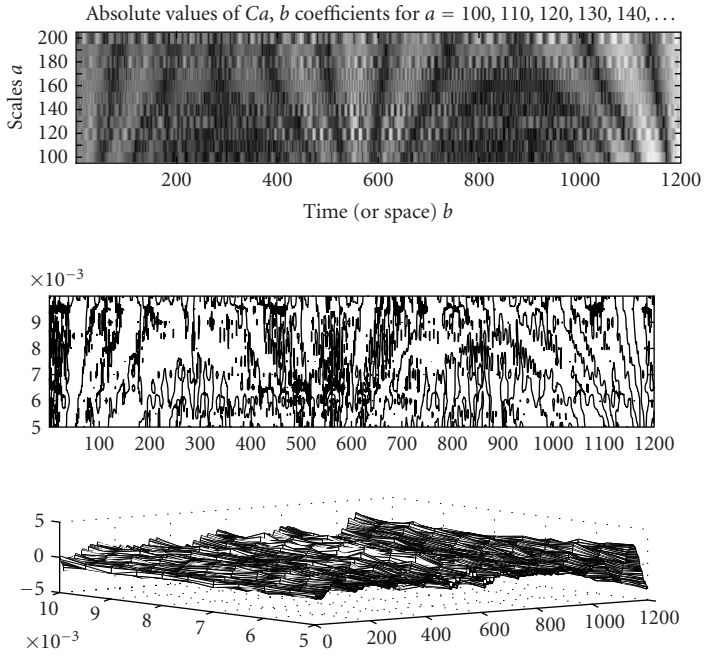 Absolute values of Ca, b coefficients for a = 100, 110, 120, 130, 140, . . .
Scales a
200
180
160
140
120
100
200 400 600 800 1000 1200
Time (or space) b
×10⁻³
9
8
7
6
5
100 200 300 400 500 600 700 800 900 1000 1100 1200
5
0
−5
10 9 8 7 6 5
×10⁻³
0 200 400 600 800 1000 1200